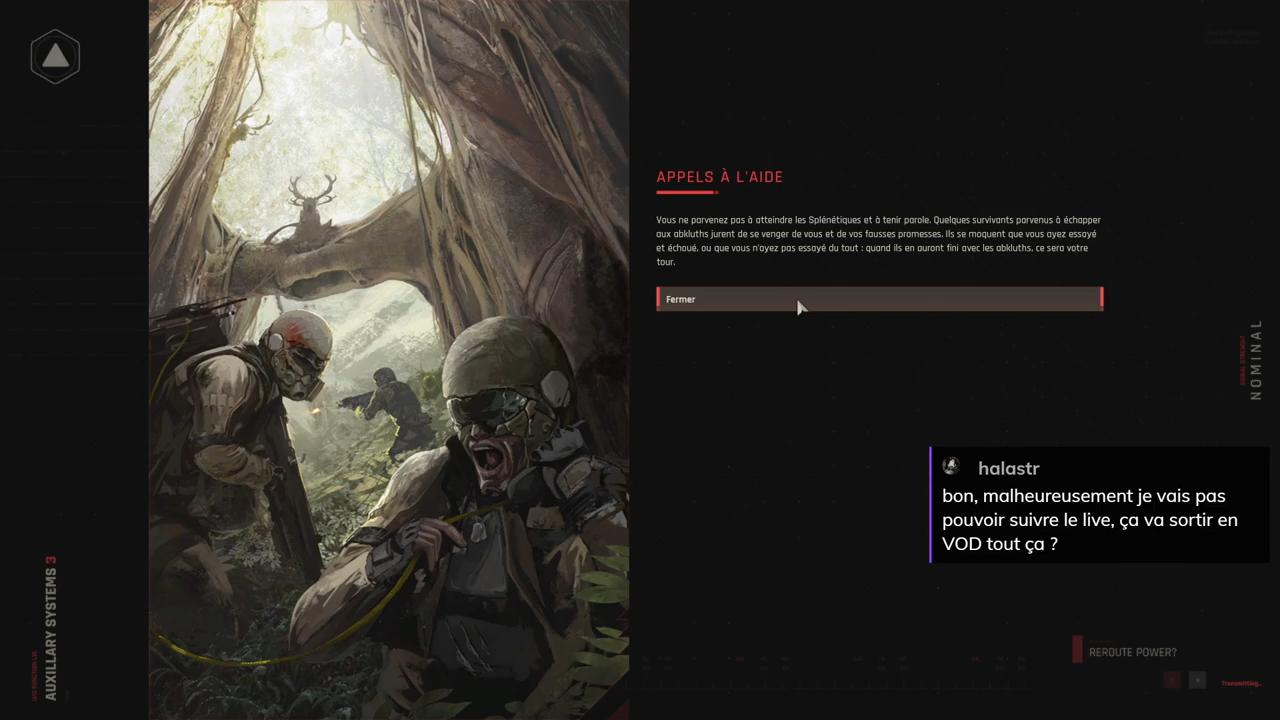 APPELS À L'AIDE
Vous ne parvenez pas à atteindre les Splénétiques et à tenir parole. Quelques survivants parvenus à échapper
aux abkluths jurent de se venger de vous et de vos fausses promesses. Ils se moquent que vous ayez essayé
et échoué, ou que vous n'ayez pas essayé du tout : quand ils en auront fini avec les abkluths, ce sera votre
tour.
Fermer
NOMINAL
halastr
bon, malheureusement je vais pas
pouvoir suivre le live, ça va sortir en
VOD tout ça ?
AUXILLARY SYSTEMS 3
REROUTE POWER?
Transmitting..